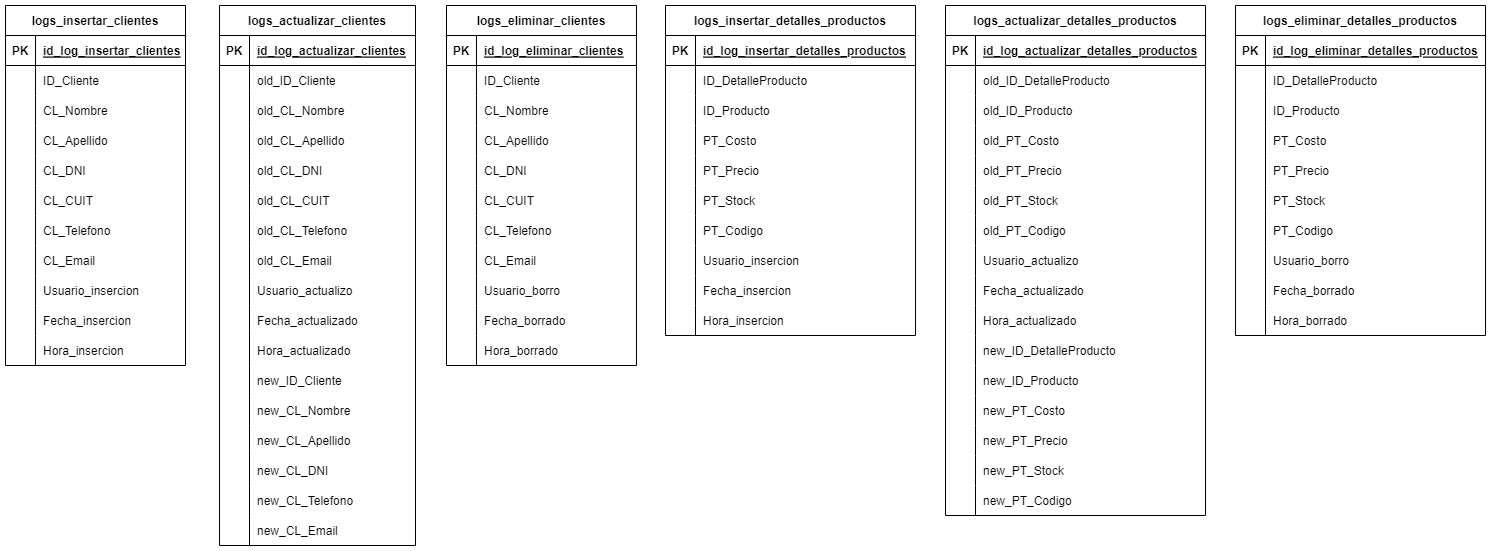 logs_insertar_clientes
PK id_log_insertar_clientes
ID_Cliente
CL_Nombre
CL_Apellido
CL_DNI
CL_CUIT
CL_Telefono
CL_Email
Usuario_insercion
Fecha_insercion
Hora_insercion
logs_actualizar_clientes
PK id_log_actualizar_clientes
old_ID_Cliente
old_CL_Nombre
old_CL_Apellido
old_CL_DNI
old_CL_CUIT
old_CL_Telefono
old_CL_Email
Usuario_actualizo
Fecha_actualizado
Hora_actualizado
new_ID_Cliente
new_CL_Nombre
new_CL_Apellido
new_CL_DNI
new_CL_Telefono
new_CL_Email
logs_eliminar_clientes
PK id_log_eliminar_clientes
ID_Cliente
CL_Nombre
CL_Apellido
CL_DNI
CL_CUIT
CL_Telefono
CL_Email
Usuario_borro
Fecha_borrado
Hora_borrado
logs_insertar_detalles_productos
PK id_log_insertar_detalles_productos
ID_DetalleProducto
ID_Producto
PT_Costo
PT_Precio
PT_Stock
PT_Codigo
Usuario_insercion
Fecha_insercion
Hora_insercion
logs_actualizar_detalles_productos
PK id_log_actualizar_detalles_productos
old_ID_DetalleProducto
old_ID_Producto
old_PT_Costo
old_PT_Precio
old_PT_Stock
old_PT_Codigo
Usuario_actualizo
Fecha_actualizado
Hora_actualizado
new_ID_DetalleProducto
new_ID_Producto
new_PT_Costo
new_PT_Precio
new_PT_Stock
new_PT_Codigo
logs_eliminar_detalles_productos
PK id_log_eliminar_detalles_productos
ID_DetalleProducto
ID_Producto
PT_Costo
PT_Precio
PT_Stock
PT_Codigo
Usuario_borro
Fecha_borrado
Hora_borrado